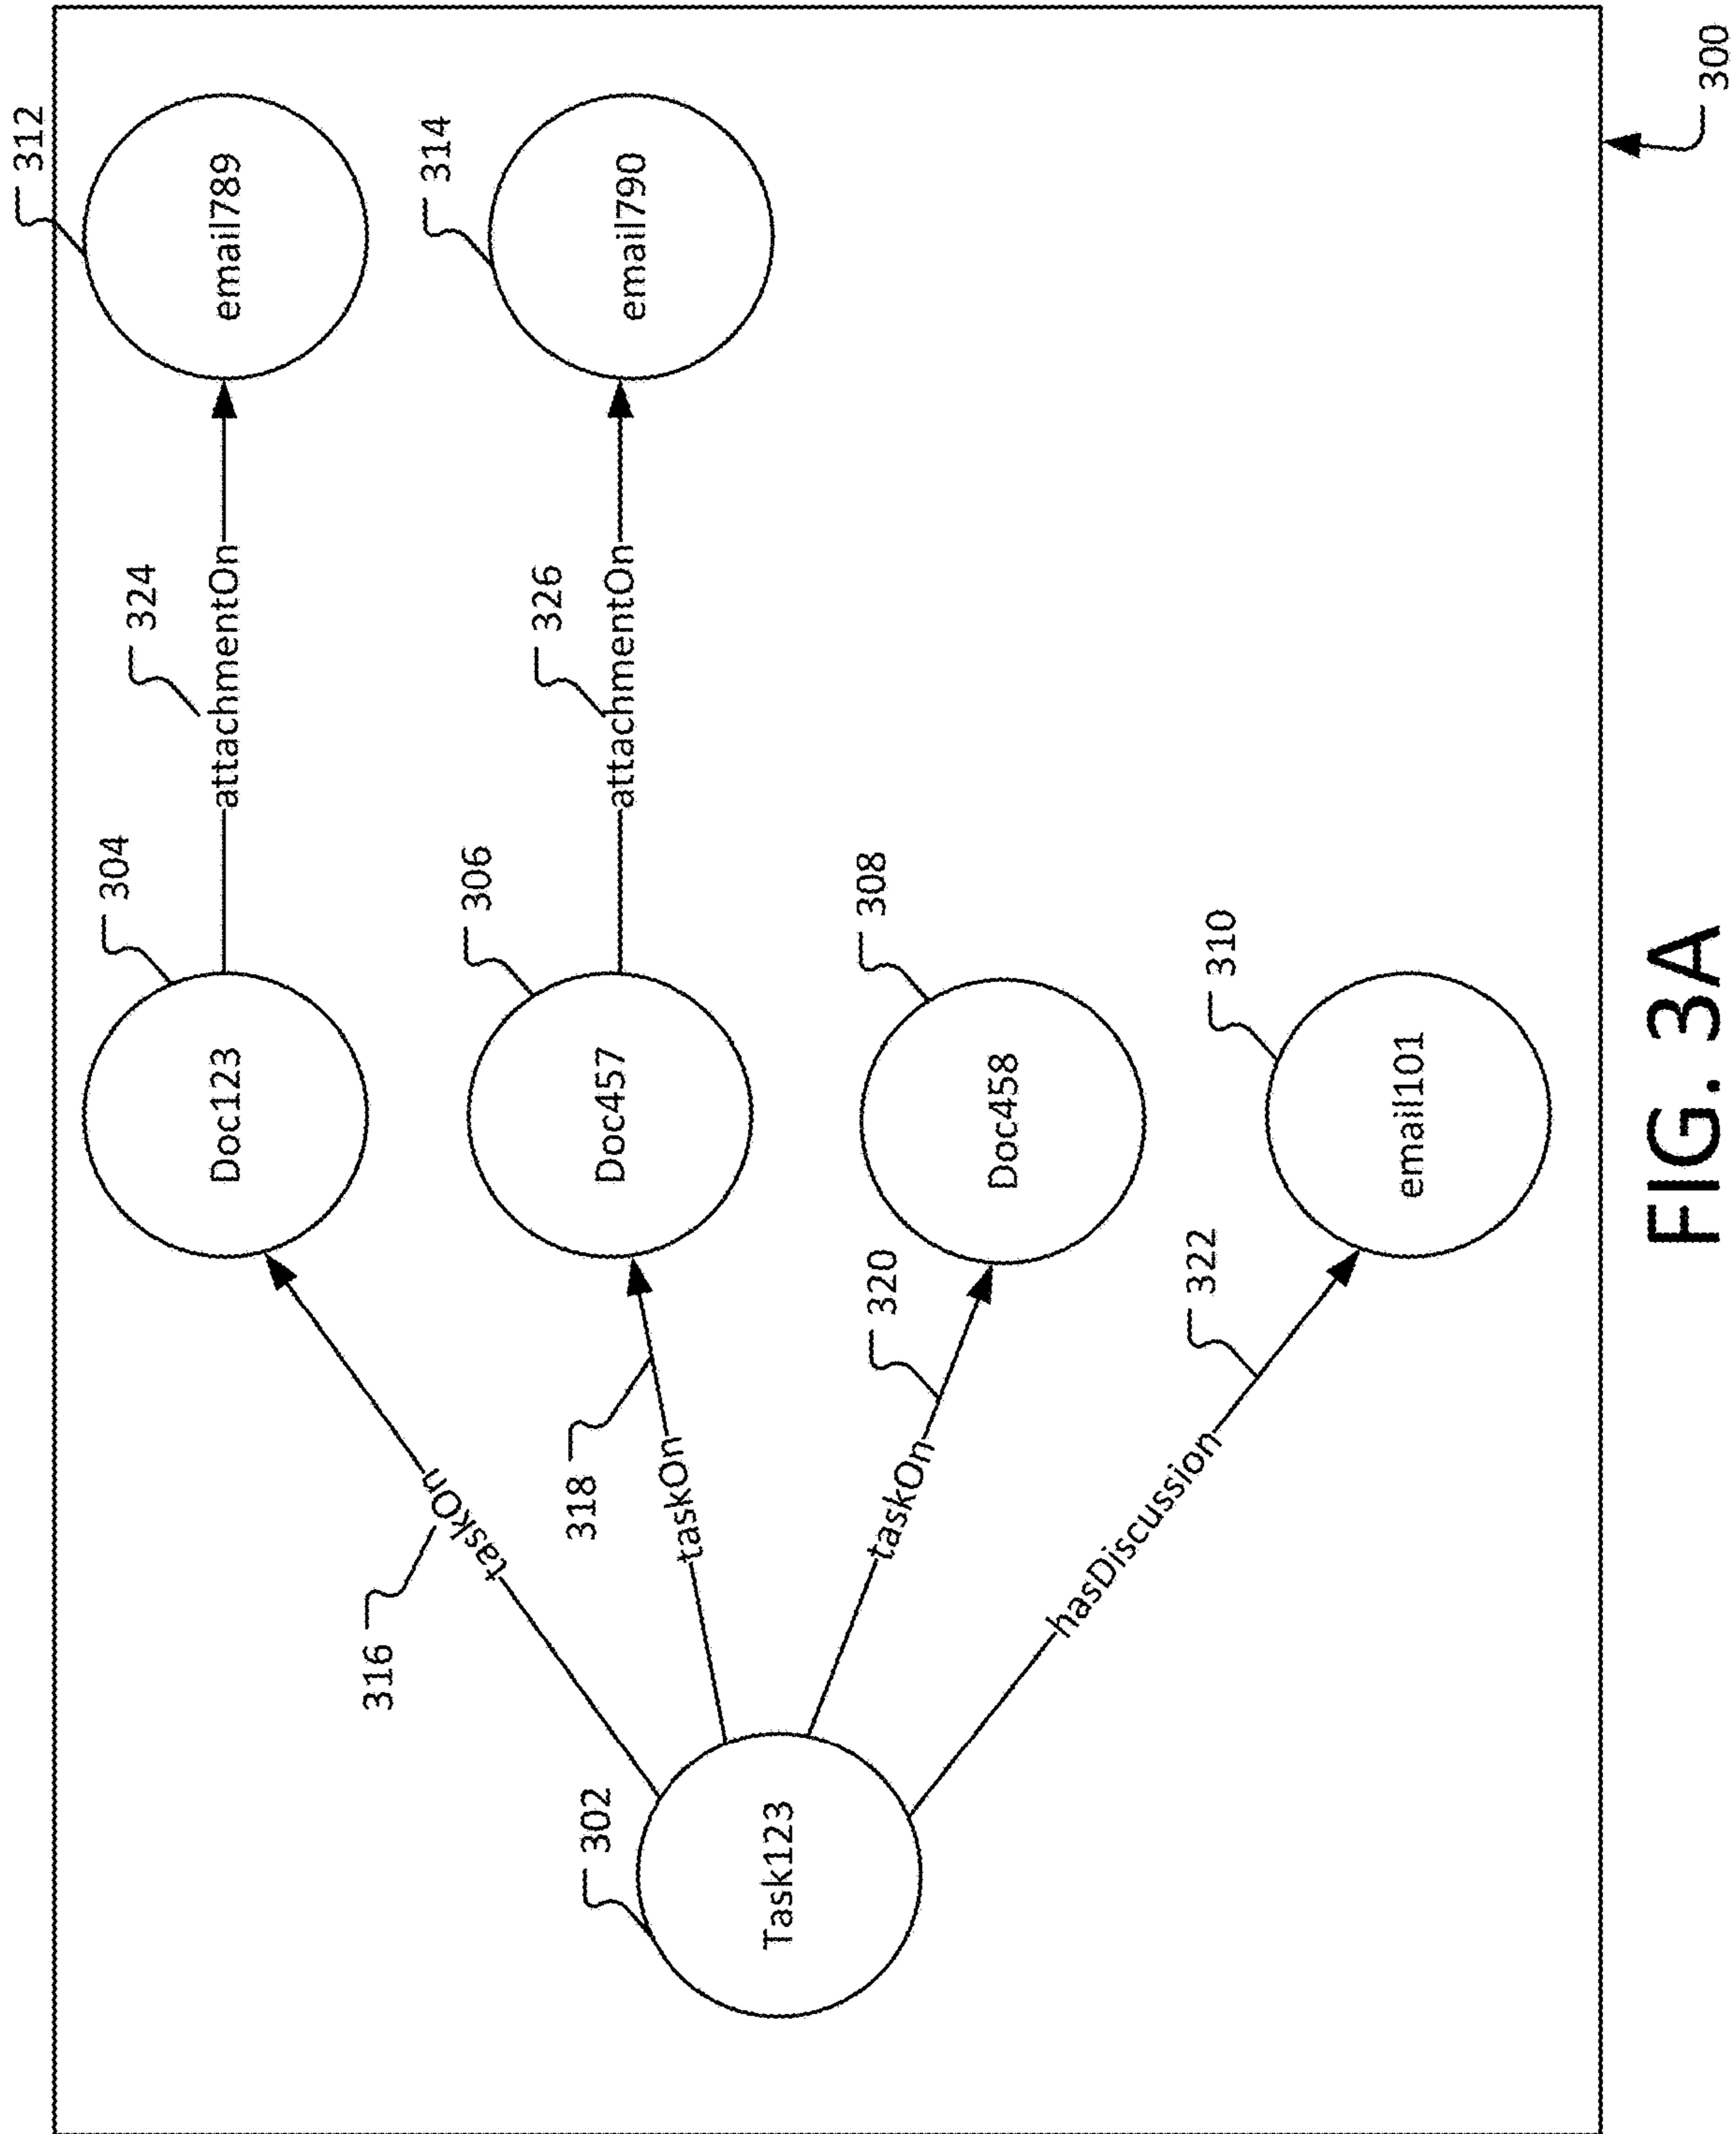 312
email789
324
attachmentOn
304
Doc123
316
taskOn
314
email790
326
attachmentOn
306
Doc457
318
taskOn
302
Task123
308
Doc458
320
taskOn
310
email101
322
hasDiscussion
300
FIG. 3A